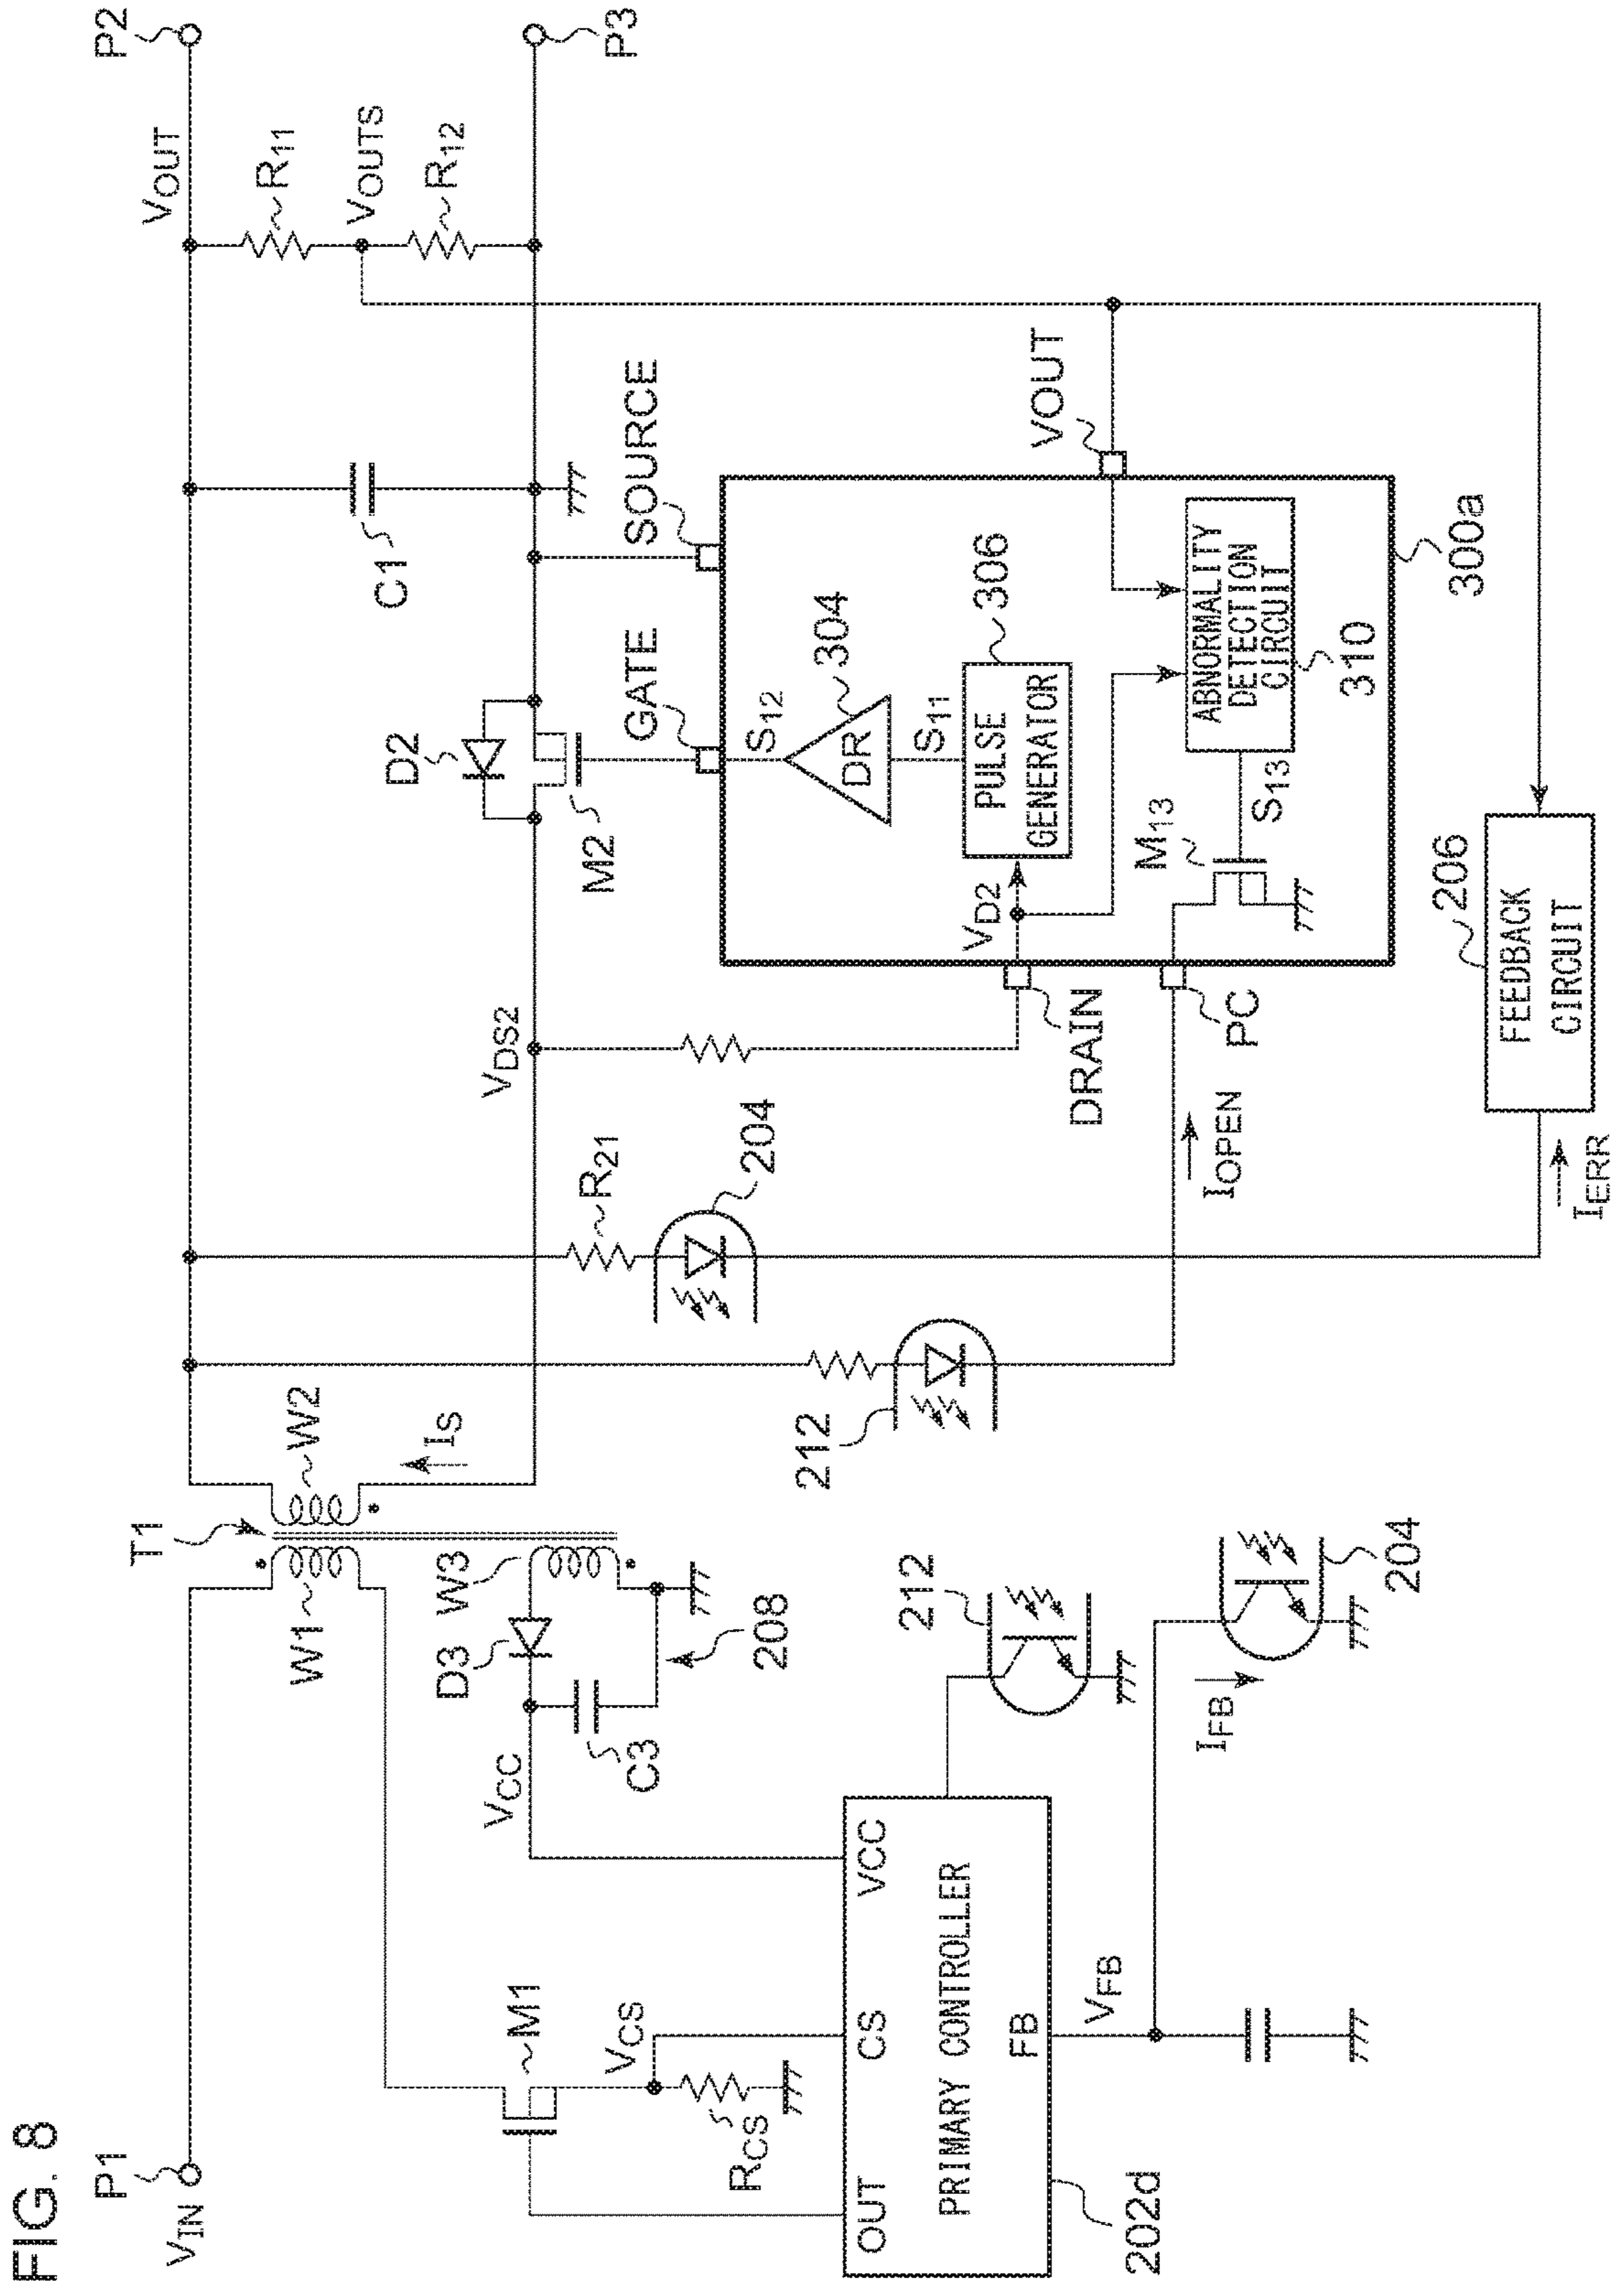 FIG. 8
P1
VIN
T1
W1
W2
IS
W3
D3
208
C3
VCC
M1
VCS
RCS
OUT
CS
VCC
PRIMARY CONTROLLER
FB
202d
VFB
212
IFB
204
212
R21
204
IOPEN
IERR
VDS2
D2
M2
C1
GATE
SOURCE
DRAIN
PC
VD2
S12
304
DR
S11
306
PULSE
GENERATOR
M13
S13
ABNORMALITY
DETECTION
CIRCUIT
310
VOUT
300a
206
FEEDBACK
CIRCUIT
VOUT
R11
VOUTS
R12
P2
P3